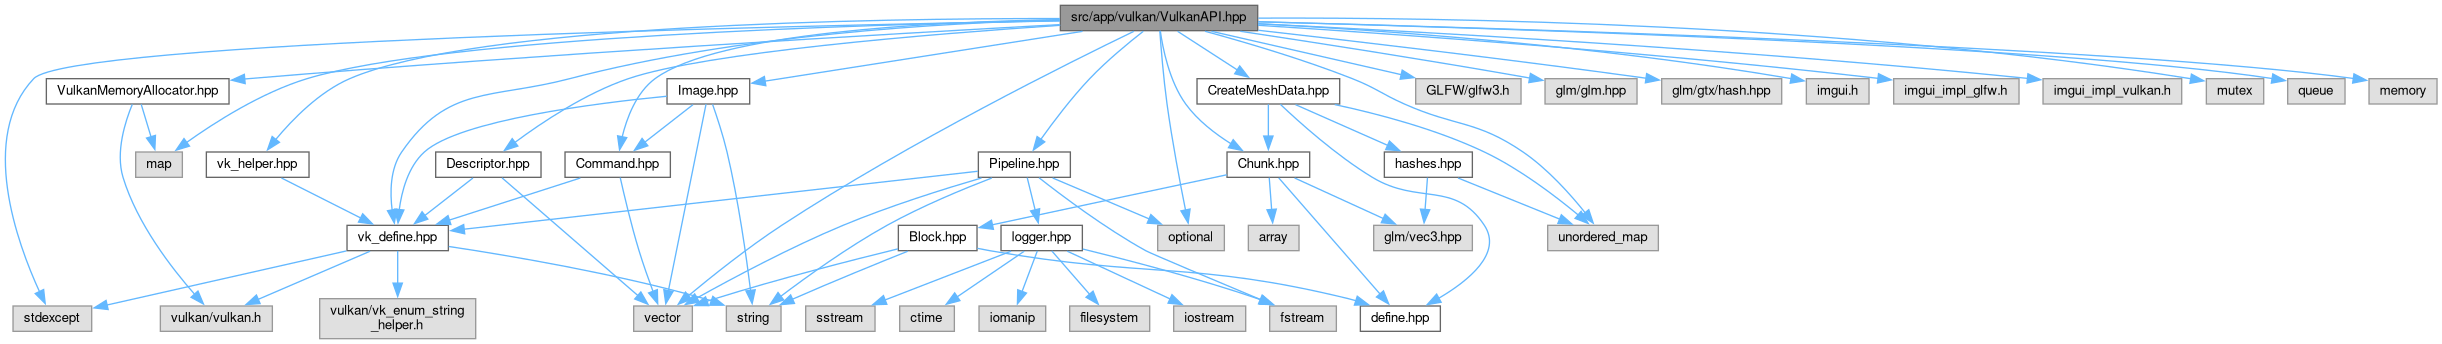 src/app/vulkan/VulkanAPI.hpp
VulkanMemoryAllocator.hpp
Image.hpp
CreateMeshData.hpp
GLFW/glfw3.h
glm/glm.hpp
glm/gtx/hash.hpp
imgui.h
imgui_impl_glfw.h
imgui_impl_vulkan.h
mutex
queue
memory
map
vk_helper.hpp
Descriptor.hpp
Command.hpp
Pipeline.hpp
Chunk.hpp
hashes.hpp
vk_define.hpp
Block.hpp
logger.hpp
optional
array
glm/vec3.hpp
unordered_map
stdexcept
vulkan/vulkan.h
vulkan/vk_enum_string
_helper.h
vector
string
sstream
ctime
iomanip
filesystem
iostream
fstream
define.hpp